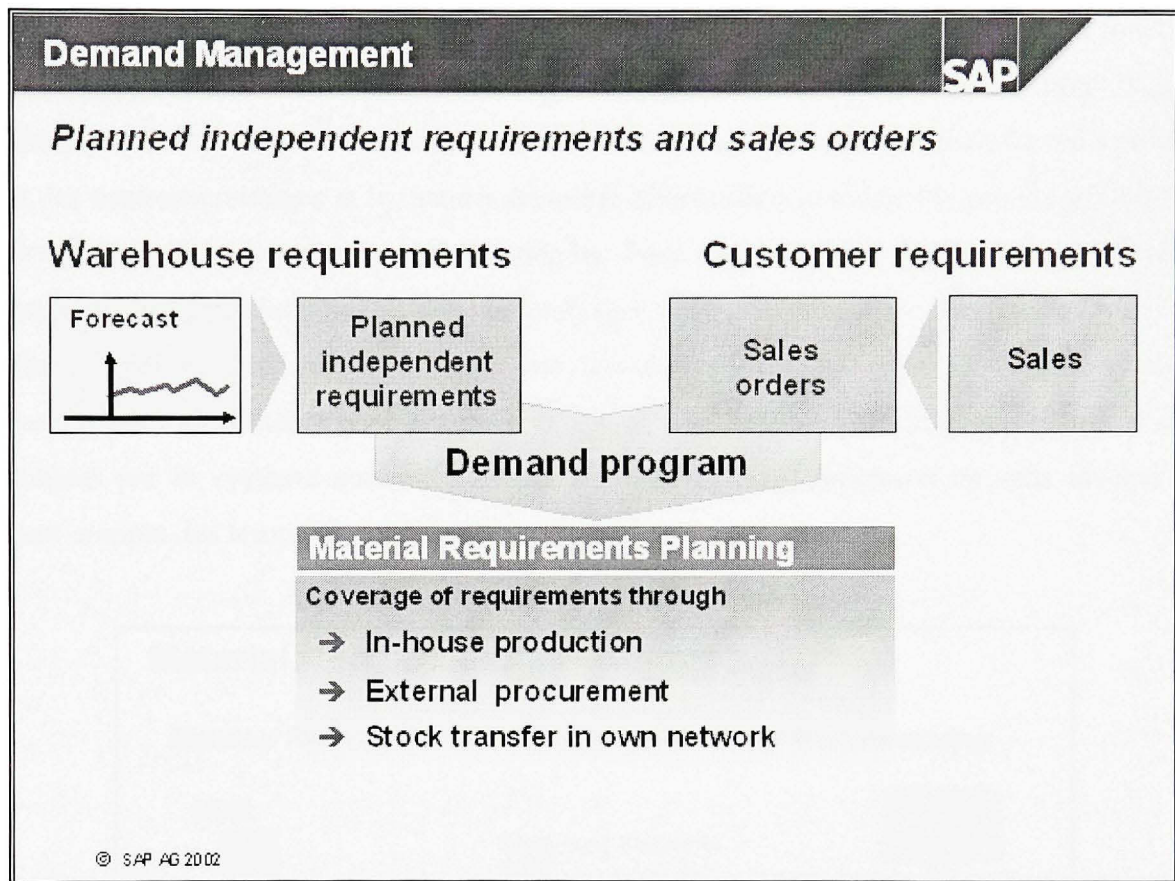 Demand Management
SAP
Planned independent requirements and sales orders
Warehouse requirements
Customer requirements
Forecast
Planned
independent
requirements
Sales
orders
Sales
Demand program
Material Requirements Planning
Coverage of requirements through
→ In-house production
→ External procurement
→ Stock transfer in own network
© SAP AG 2002